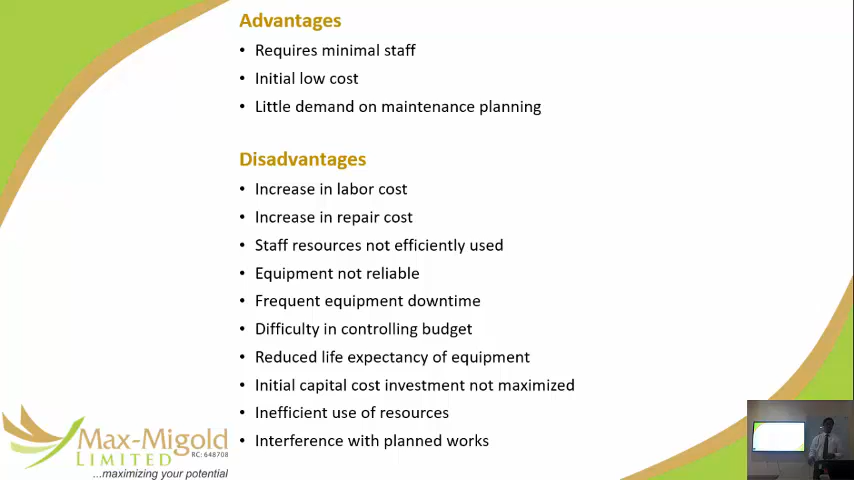 Advantages
• Requires minimal staff
• Initial low cost
• Little demand on maintenance planning
Disadvantages
• Increase in labor cost
• Increase in repair cost
• Staff resources not efficiently used
• Equipment not reliable
• Frequent equipment downtime
• Difficulty in controlling budget
• Reduced life expectancy of equipment
• Initial capital cost investment not maximized
• Inefficient use of resources
• Interference with planned works
Max-Migold
LIMITED RC: 648708
...maximizing your potential